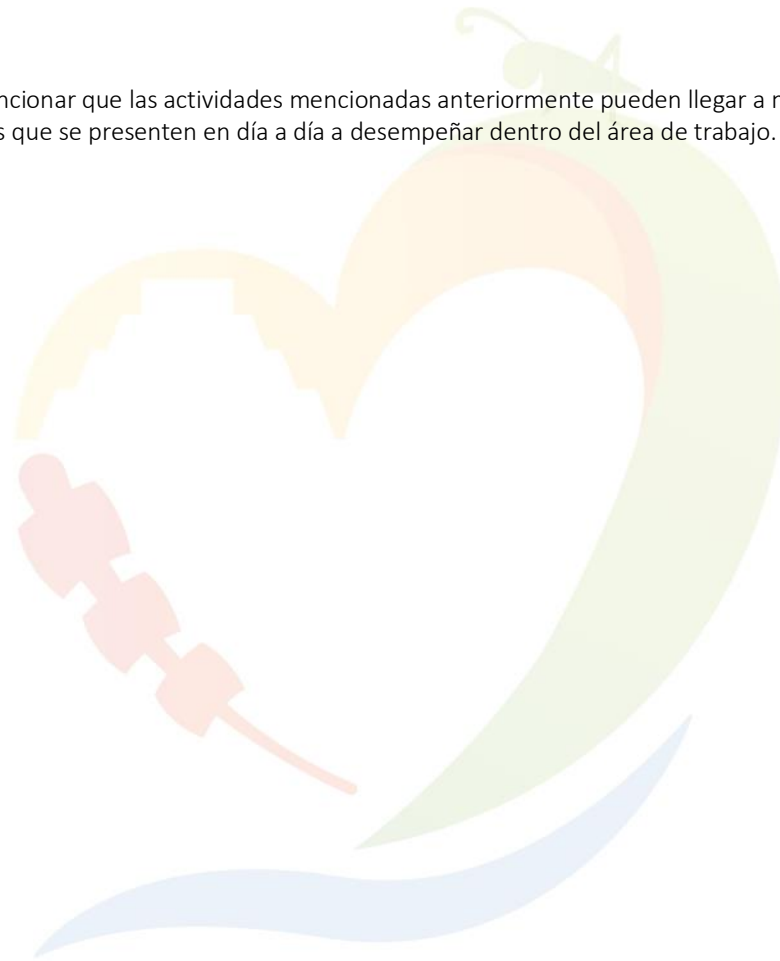 ncionar que las actividades mencionadas anteriormente pueden llegar a
s que se presenten en día a día a desempeñar dentro del área de trabajo.